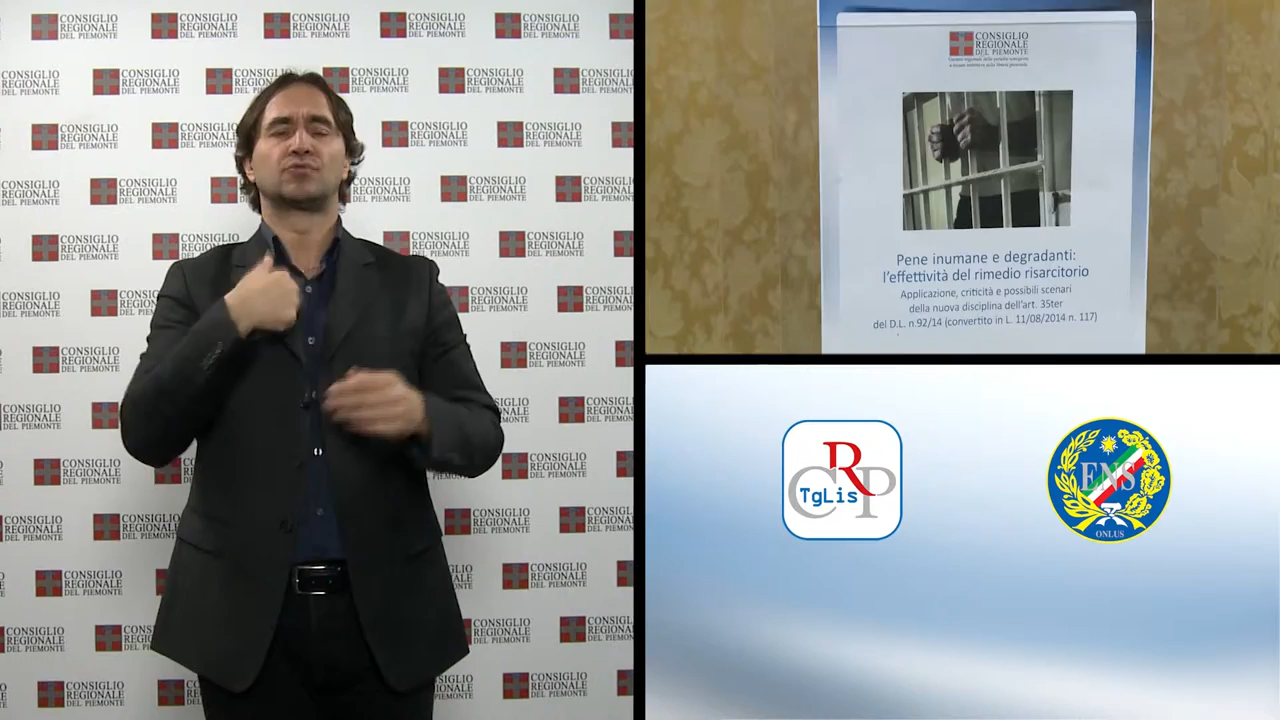 CONSIGLIO
REGIONALE
DEL PIEMONTE
CONSIGLIO
REGIONALE
DEL PIEMONTE
Pene inumane e degradanti:
l'effettività del rimedio risarcitorio
Applicazione, criticità e possibili scenari
della nuova disciplina dell'art. 35ter
del D.L. n.92/14 (convertito in L. 11/08/2014 n. 117)
CRP
TgLis
ENS
ONLUS